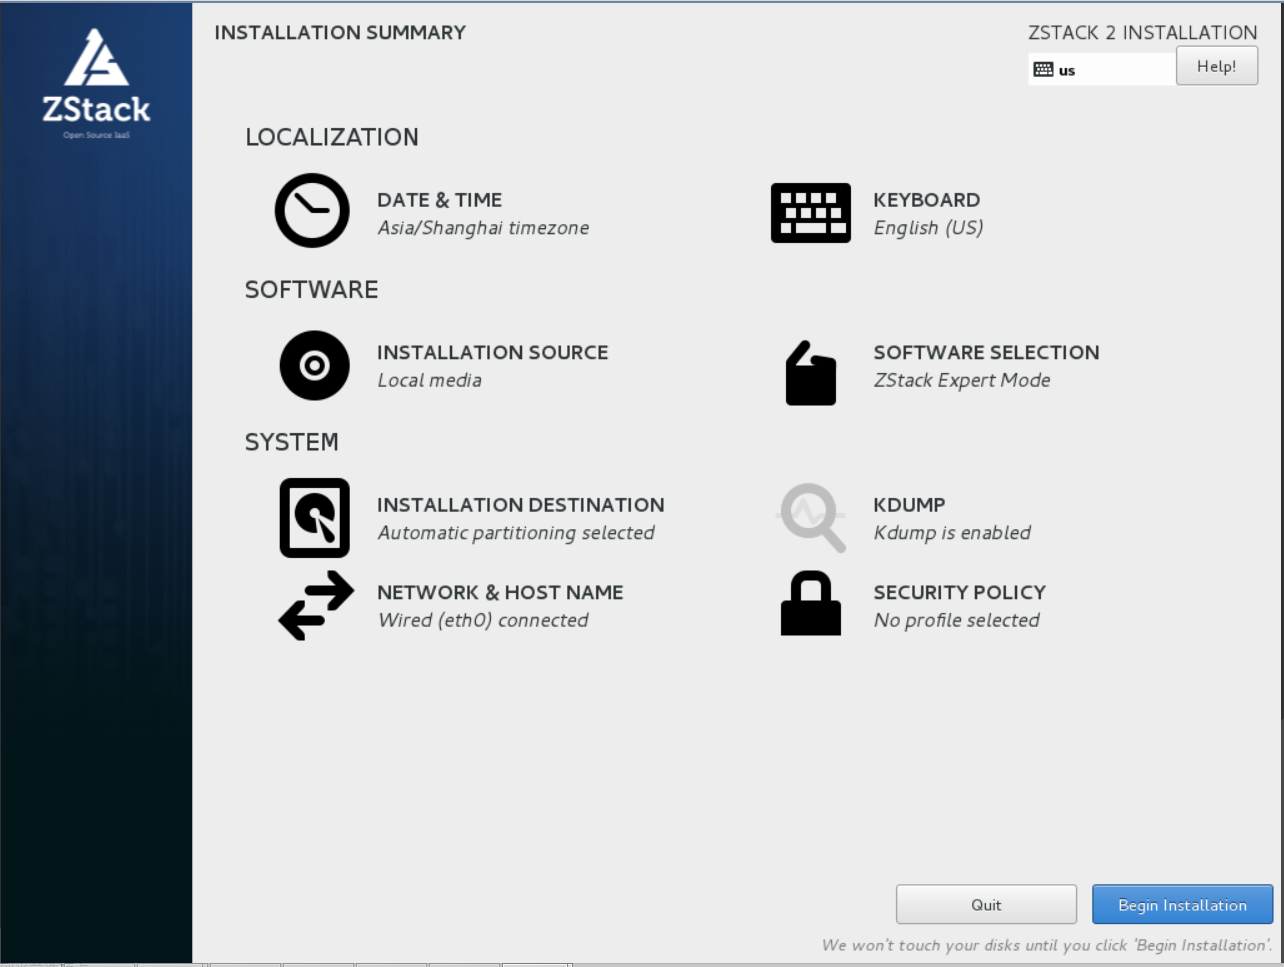 ZStack
Open Source IaaS
INSTALLATION SUMMARY
ZSTACK 2 INSTALLATION
us
Help!
LOCALIZATION
DATE & TIME
Asia/Shanghai timezone
KEYBOARD
English (US)
SOFTWARE
INSTALLATION SOURCE
Local media
SOFTWARE SELECTION
ZStack Expert Mode
SYSTEM
INSTALLATION DESTINATION
Automatic partitioning selected
KDUMP
Kdump is enabled
NETWORK & HOST NAME
Wired (eth0) connected
SECURITY POLICY
No profile selected
Quit
Begin Installation
We won't touch your disks until you click 'Begin Installation'.